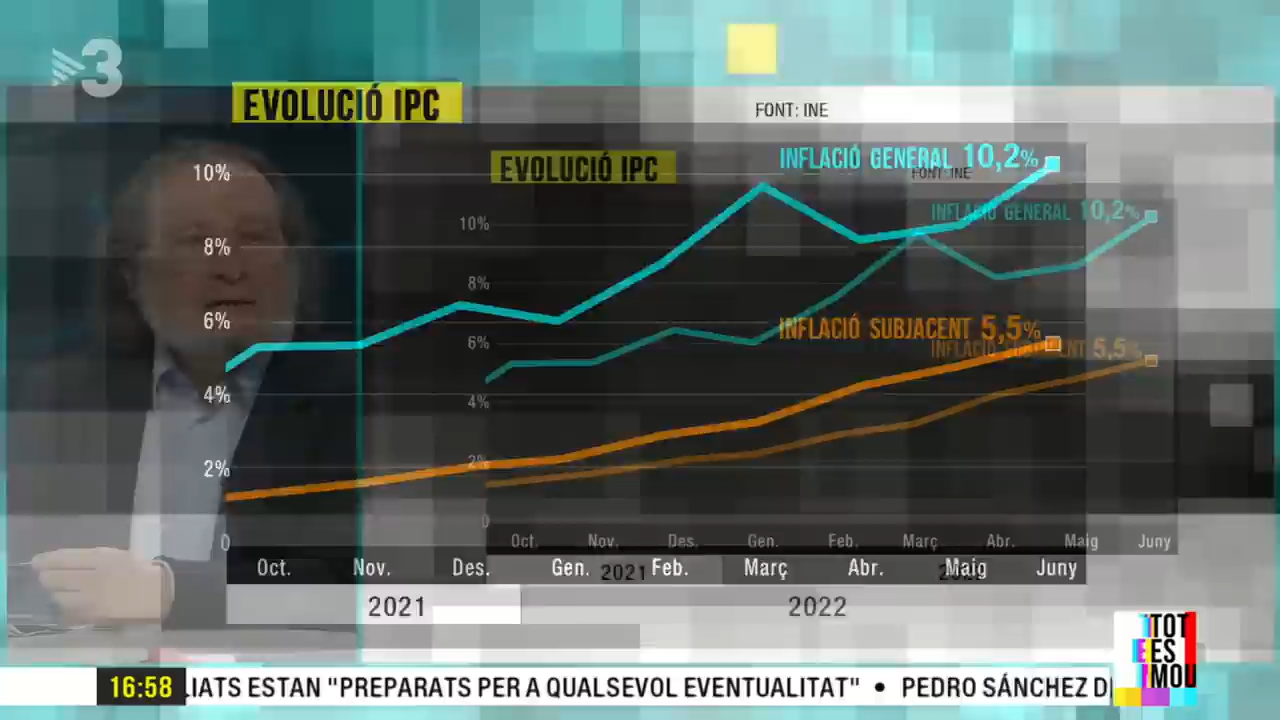 3
EVOLUCIÓ IPC
FONT: INE
INFLACIÓ GENERAL 10,2%
10%
8%
6%
4%
2%
0
INFLACIÓ SUBJACENT 5,5%
Oct. Nov. Des. Gen. Feb. Març Abr. Maig Juny
2021 2022
EVOLUCIÓ IPC
FONT: INE
INFLACIÓ GENERAL 10,2%
10%
8%
6%
4%
2%
0
5,5%
Oct. Nov. Des. Gen. Feb. Març Abr. Maig Juny
2021
TOT
ES
MOU
16:58 LIATS ESTAN "PREPARATS PER A QUALSEVOL EVENTUALITAT" • PEDRO SÁNCHEZ D